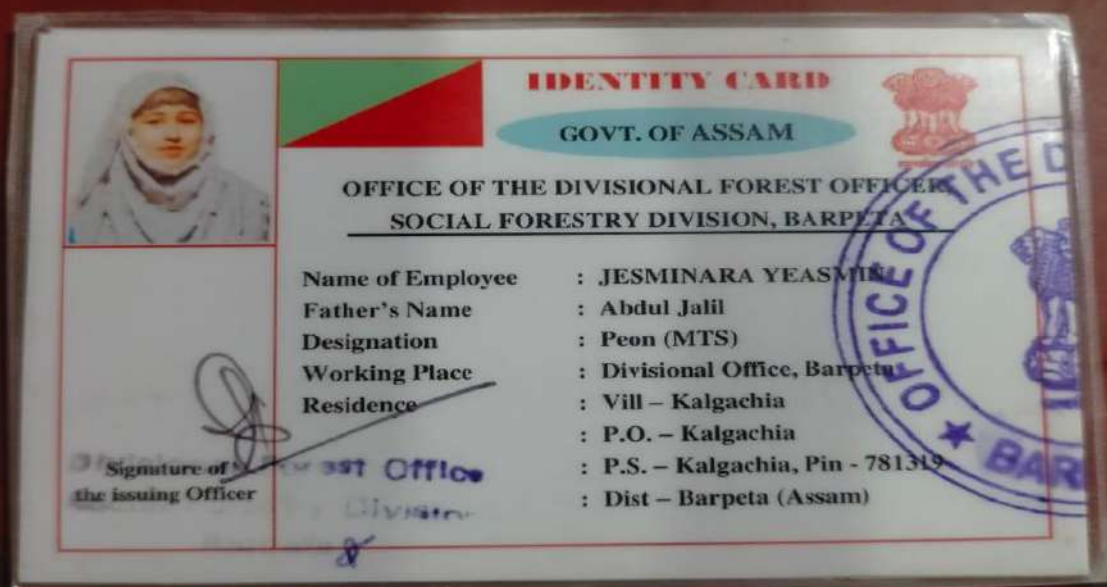 IDENTITY CARD
GOVT. OF ASSAM
OFFICE OF THE DIVISIONAL FOREST OFFICER
SOCIAL FORESTRY DIVISION, BARPETA
Name of Employee : JESMINARA YEASMIN
Father's Name : Abdul Jalil
Designation : Peon (MTS)
Working Place : Divisional Office, Barpeta
Residence : Vill – Kalgachia
: P.O. – Kalgachia
: P.S. – Kalgachia, Pin - 781319
: Dist – Barpeta (Assam)
Signature of
the issuing Officer
Office
OFFICE OF THE D
BAR